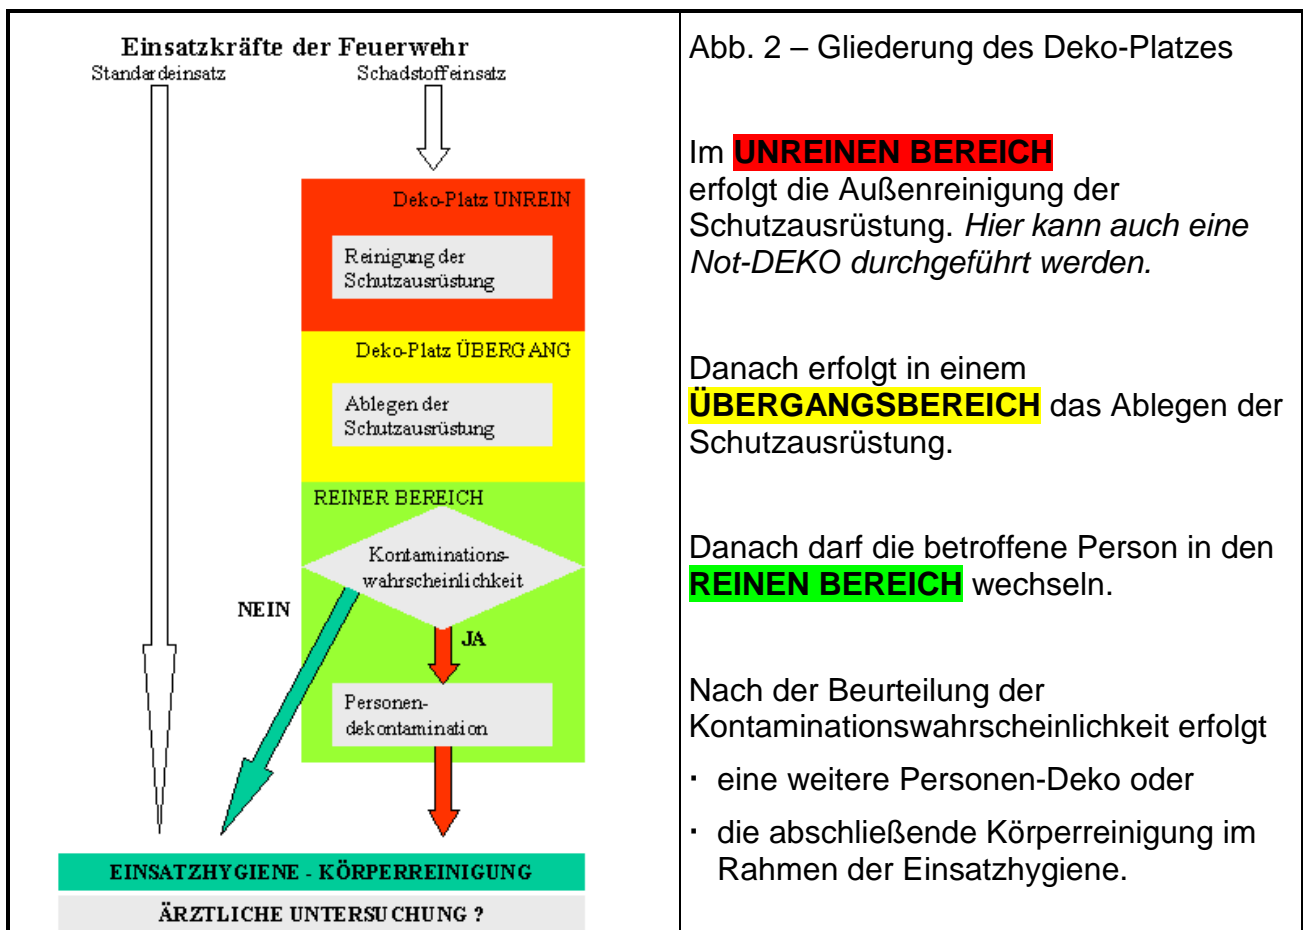 Einsatzkräfte der Feuerwehr
Standardeinsatz
Schadstoffeinsatz
Deko-Platz UNREIN
Reinigung der
Schutzausrüstung
Deko-Platz ÜBERGANG
Ablegen der
Schutzausrüstung
REINER BEREICH
Kontaminations-
wahrscheinlichkeit
NEIN
JA
Personen-
dekontamination
EINSATZHYGIENE - KÖRPERREINIGUNG
ÄRZTLICHE UNTERSUCHUNG ?
Abb. 2 – Gliederung des Deko-Platzes
Im UNREINEN BEREICH
erfolgt die Außenreinigung der
Schutzausrüstung. Hier kann auch eine
Not-DEKO durchgeführt werden.
Danach erfolgt in einem
ÜBERGANGSBEREICH das Ablegen der
Schutzausrüstung.
Danach darf die betroffene Person in den
REINEN BEREICH wechseln.
Nach der Beurteilung der
Kontaminationswahrscheinlichkeit erfolgt
· eine weitere Personen-Deko oder
· die abschließende Körperreinigung im
Rahmen der Einsatzhygiene.